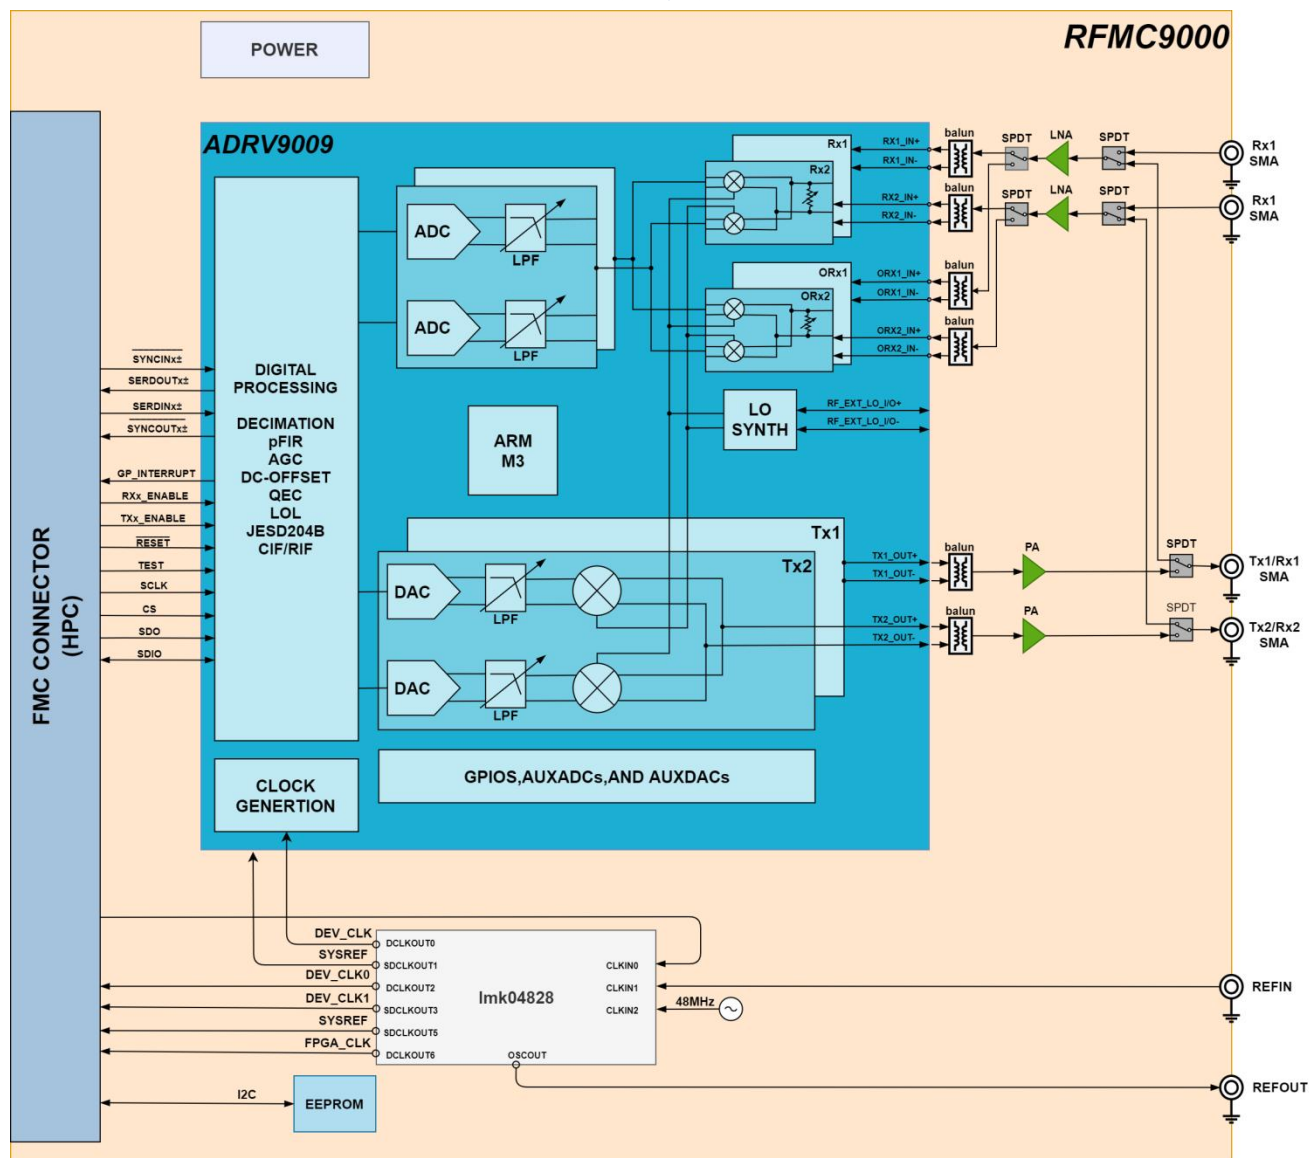 RFMC9000
POWER
ADRV9009
FMC CONNECTOR
(HPC)
SYNCINx±
SERDOUTx±
SERDINx±
SYNCOUTx±
GP_INTERRUPT
RXx_ENABLE
TXx_ENABLE
RESET
TEST
SCLK
CS
SDO
SDIO
DIGITAL
PROCESSING
DECIMATION
pFIR
AGC
DC-OFFSET
QEC
LOL
JESD204B
CIF/RIF
ADC
LPF
ADC
LPF
ARM
M3
Rx1
Rx2
ORx1
ORx2
LO
SYNTH
RX1_IN+
RX1_IN-
RX2_IN+
RX2_IN-
ORX1_IN+
ORX1_IN-
ORX2_IN+
ORX2_IN-
RF_EXT_LO_I/O+
RF_EXT_LO_I/O-
balun
SPDT
LNA
SPDT
Rx1
SMA
balun
SPDT
LNA
SPDT
Rx1
SMA
balun
balun
Tx1
Tx2
DAC
LPF
DAC
LPF
TX1_OUT+
TX1_OUT-
TX2_OUT+
TX2_OUT-
balun
PA
SPDT
Tx1/Rx1
SMA
balun
PA
SPDT
Tx2/Rx2
SMA
GPIOS,AUXADCs,AND AUXDACs
CLOCK
GENERTION
DEV_CLK
SYSREF
DEV_CLK0
DEV_CLK1
SYSREF
FPGA_CLK
DCLKOUT0
SDCLKOUT1
DCLKOUT2
SDCLKOUT3
SDCLKOUT5
DCLKOUT6
lmk04828
CLKIN0
CLKIN1
CLKIN2
OSCOUT
48MHz
REFIN
REFOUT
I2C
EEPROM